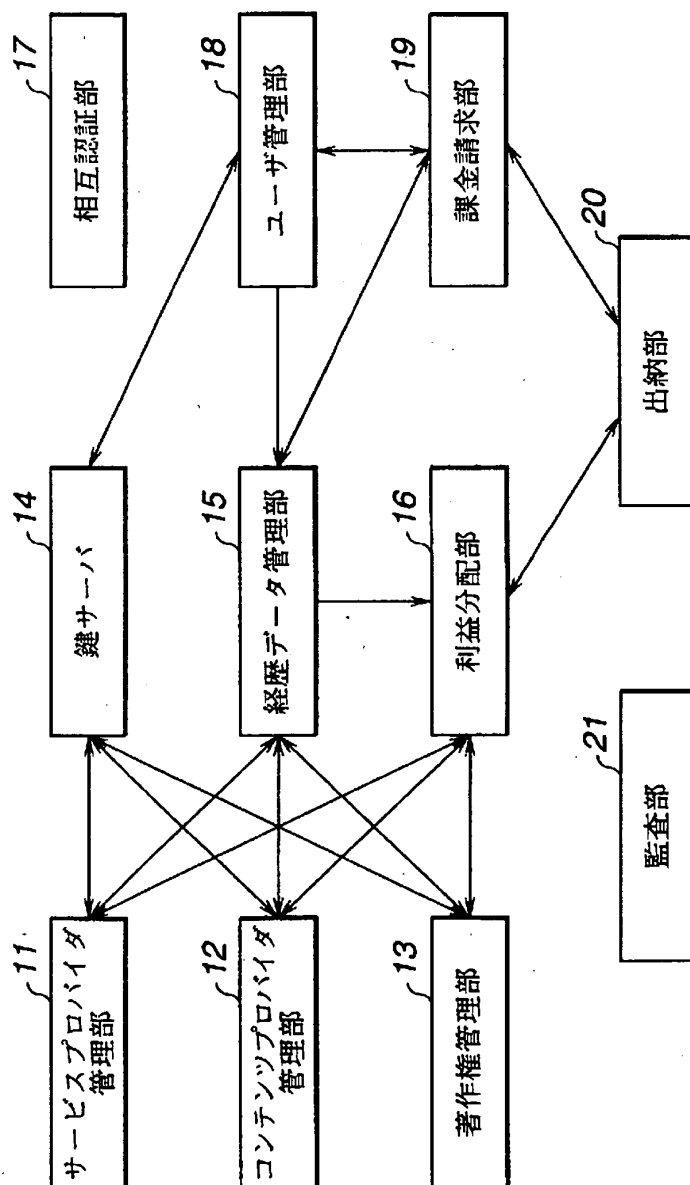 11
サービスプロバイダ
管理部
12
コンテンツプロバイダ
管理部
13
著作権管理部
14
鍵サーバ
15
経歴データ管理部
16
利益分配部
17
相互認証部
18
ユーザ管理部
19
課金請求部
20
出納部
21
監査部